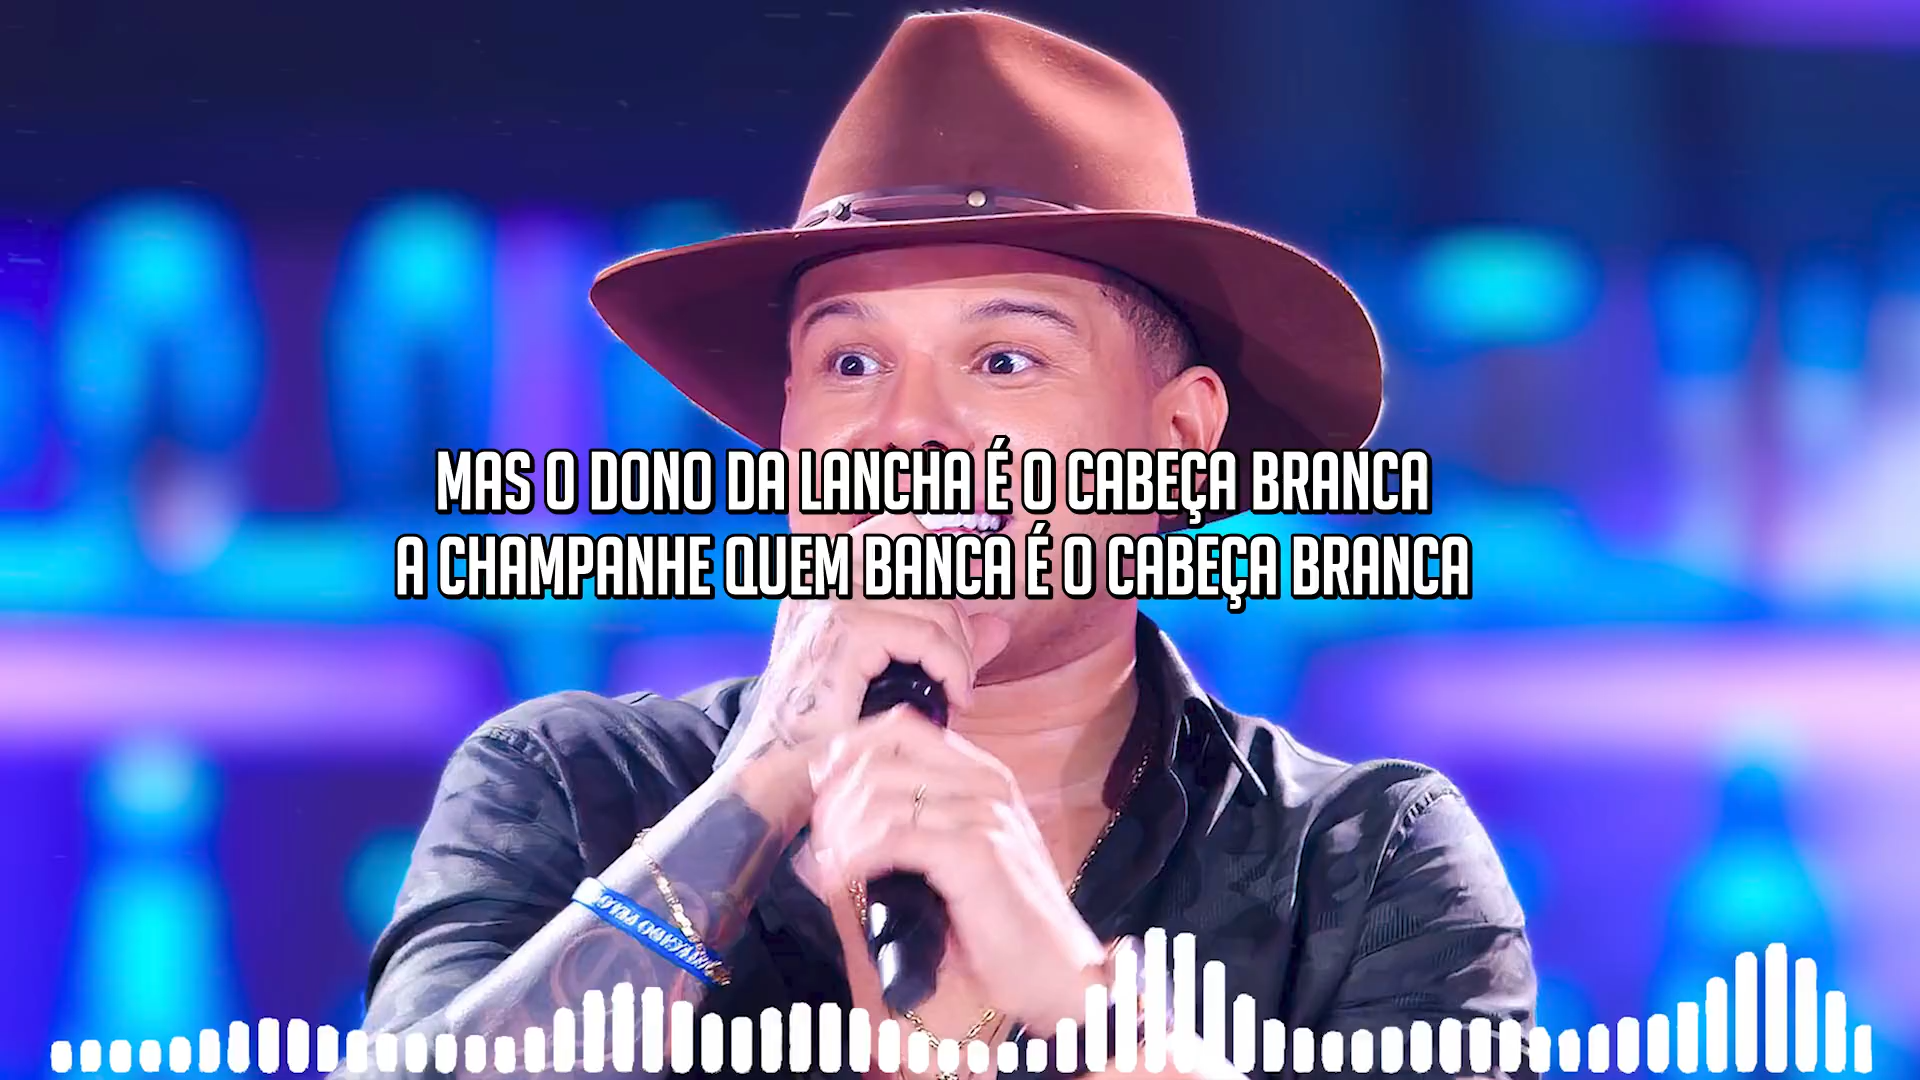 MAS O DONO DA LANCHA É O CABEÇA BRANCA
A CHAMPANHE QUEM BANCA É O CABEÇA BRANCA